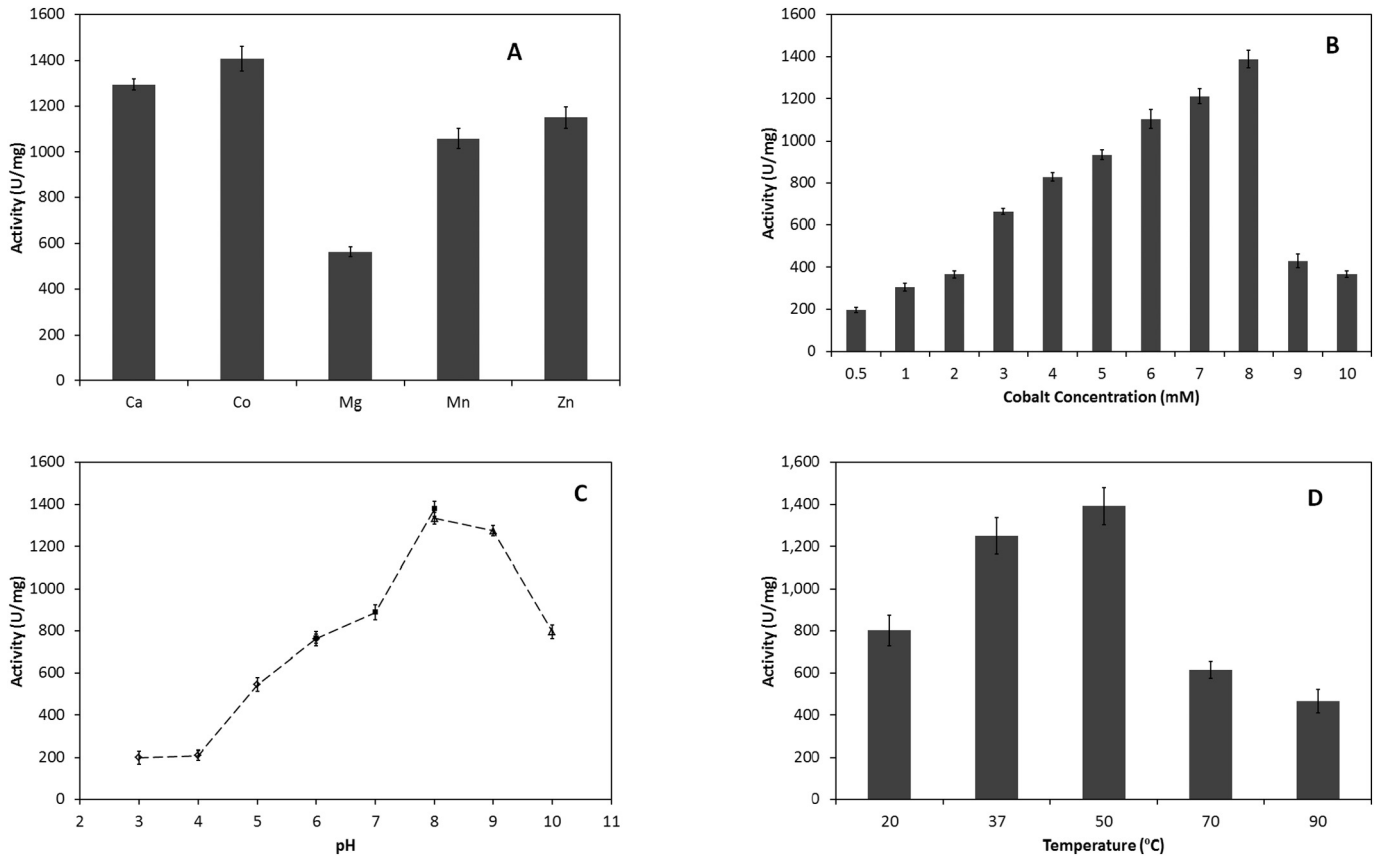 A
Activity (U/mg)
1600
1400
1200
1000
800
600
400
200
0
Ca Co Mg Mn Zn
B
Activity (U/mg)
1600
1400
1200
1000
800
600
400
200
0
0.5 1 2 3 4 5 6 7 8 9 10
Cobalt Concentration (mM)
C
Activity (U/mg)
1600
1400
1200
1000
800
600
400
200
0
2 3 4 5 6 7 8 9 10 11
pH
D
Activity (U/mg)
1,600
1,400
1,200
1,000
800
600
400
200
0
20 37 50 70 90
Temperature (°C)